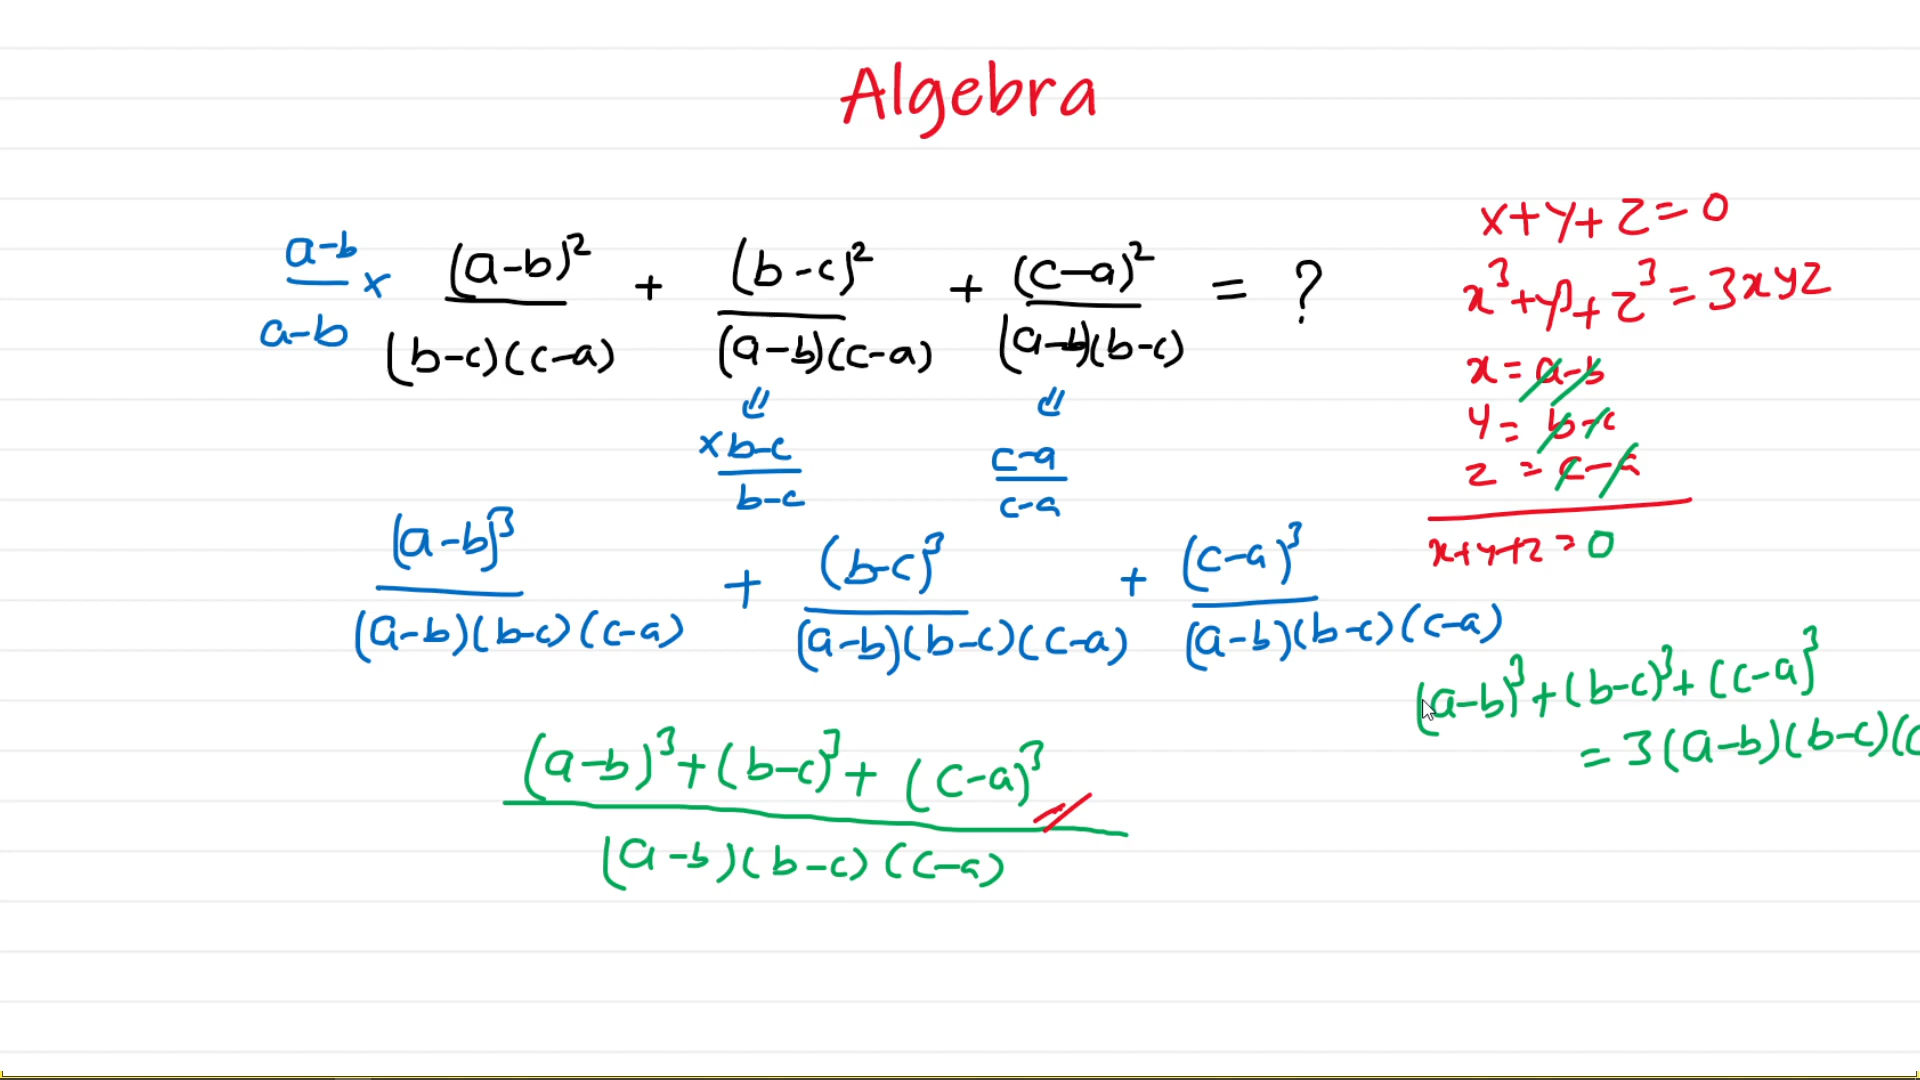 Algebra
a-b/a-b × (a-b)²/(b-c)(c-a) + (b-c)²/(a-b)(c-a) + (c-a)²/(a-b)(b-c) = ?
× b-c/b-c
c-a/c-a
(a-b)³/(a-b)(b-c)(c-a) + (b-c)³/(a-b)(b-c)(c-a) + (c-a)³/(a-b)(b-c)(c-a)
(a-b)³+(b-c)³+(c-a)³/(a-b)(b-c)(c-a)
x+y+z=0
x³+y³+z³=3xyz
x=a-b
y=b-c
z=c-a
x+y+z=0
(a-b)³+(b-c)³+(c-a)³
=3(a-b)(b-c)(c